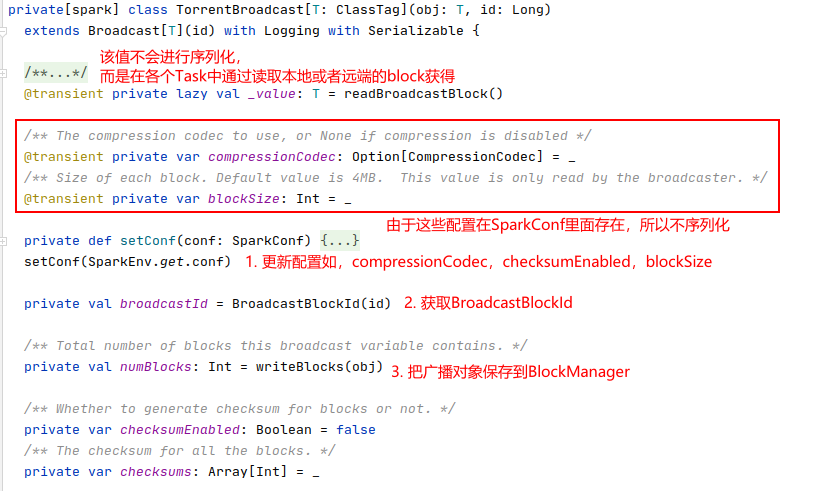 private[spark] class TorrentBroadcast[T: ClassTag](obj: T, id: Long)
extends Broadcast[T](id) with Logging with Serializable {
该值不会进行序列化，
/**...*/ 而是在各个Task中通过读取本地或者远端的block获得
@transient private lazy val _value: T = readBroadcastBlock()
/** The compression codec to use, or None if compression is disabled */
@transient private var compressionCodec: Option[CompressionCodec] = _
/** Size of each block. Default value is 4MB.  This value is only read by the broadcaster. */
@transient private var blockSize: Int = _
由于这些配置在SparkConf里面存在，所以不序列化
private def setConf(conf: SparkConf) {...}
setConf(SparkEnv.get.conf) 1. 更新配置如，compressionCodec，checksumEnabled，blockSize
private val broadcastId = BroadcastBlockId(id) 2. 获取BroadcastBlockId
/** Total number of blocks this broadcast variable contains. */
private val numBlocks: Int = writeBlocks(obj) 3. 把广播对象保存到BlockManager
/** Whether to generate checksum for blocks or not. */
private var checksumEnabled: Boolean = false
/** The checksum for all the blocks. */
private var checksums: Array[Int] = _